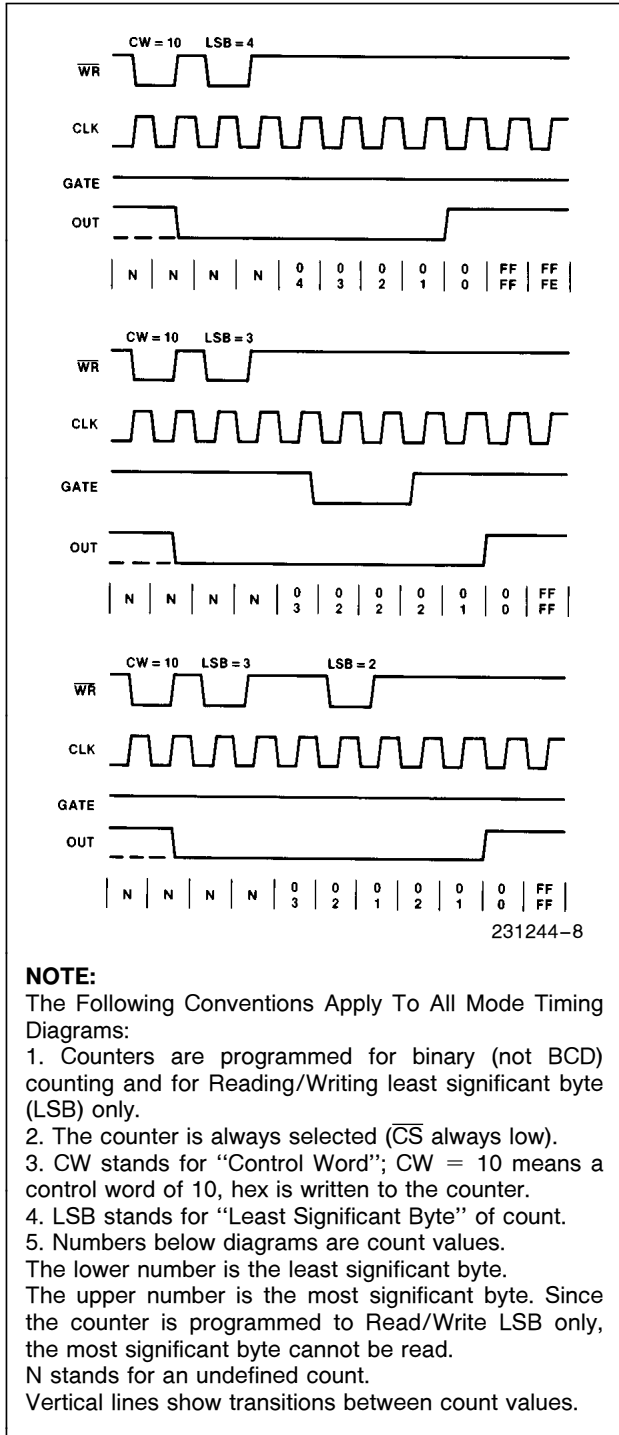 CW = 10 LSB = 4
WR
CLK
GATE
OUT
N N N N 0 0 0 0 0 FF FF
4 3 2 1 0 FF FE
CW = 10 LSB = 3
WR
CLK
GATE
OUT
N N N N 0 0 0 0 0 0 FF
3 2 2 2 1 0 FF
CW = 10 LSB = 3 LSB = 2
WR
CLK
GATE
OUT
N N N N 0 0 0 0 0 0 FF
3 2 1 2 1 0 FF
231244–8
NOTE:
The Following Conventions Apply To All Mode Timing
Diagrams:
1. Counters are programmed for binary (not BCD)
counting and for Reading/Writing least significant byte
(LSB) only.
2. The counter is always selected (CS always low).
3. CW stands for ‘‘Control Word’’; CW = 10 means a
control word of 10, hex is written to the counter.
4. LSB stands for ‘‘Least Significant Byte’’ of count.
5. Numbers below diagrams are count values.
The lower number is the least significant byte.
The upper number is the most significant byte. Since
the counter is programmed to Read/Write LSB only,
the most significant byte cannot be read.
N stands for an undefined count.
Vertical lines show transitions between count values.